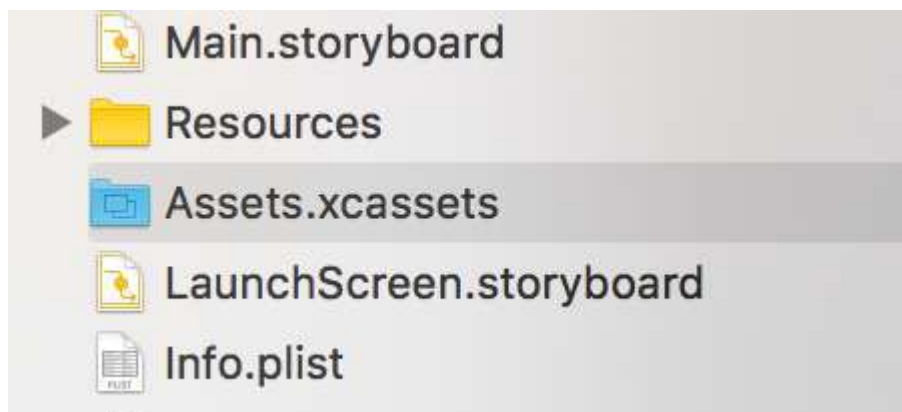 Main.storyboard
Resources
Assets.xcassets
LaunchScreen.storyboard
Info.plist